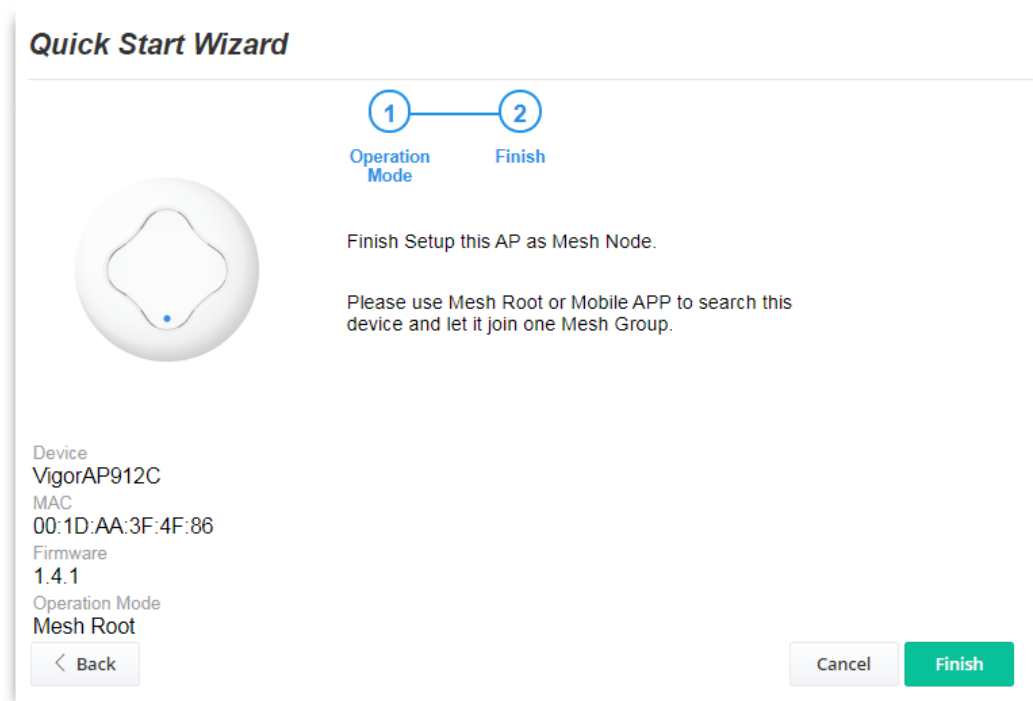 Quick Start Wizard
1
2
Operation
Mode
Finish
Finish Setup this AP as Mesh Node.
Please use Mesh Root or Mobile APP to search this
device and let it join one Mesh Group.
Device
VigorAP912C
MAC
00:1D:AA:3F:4F:86
Firmware
1.4.1
Operation Mode
Mesh Root
Back
Cancel
Finish